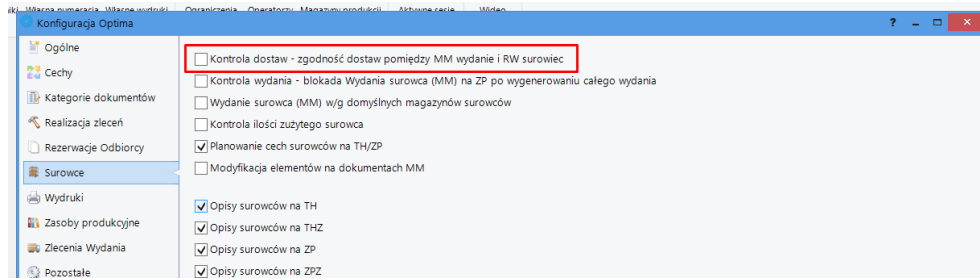 Własna numeracja Własne wydruki Ograniczenia Operatorzy Magazyny produkcji Aktywne sesje Wideo
Konfiguracja Optima
Ogólne
Cechy
Kategorie dokumentów
Realizacja zleceń
Rezerwacje Odbiorcy
Surowce
Wydruki
Zasoby produkcyjne
Zlecenia Wydania
Pozostałe
Kontrola dostaw - zgodność dostaw pomiędzy MM wydanie i RW surowiec
Kontrola wydania - blokada Wydania surowca (MM) na ZP po wygenerowaniu całego wydania
Wydanie surowca (MM) w/g domyślnych magazynów surowców
Kontrola ilości zużytego surowca
Planowanie cech surowców na TH/ZP
Modyfikacja elementów na dokumentach MM
Opisy surowców na TH
Opisy surowców na THZ
Opisy surowców na ZP
Opisy surowców na ZPZ